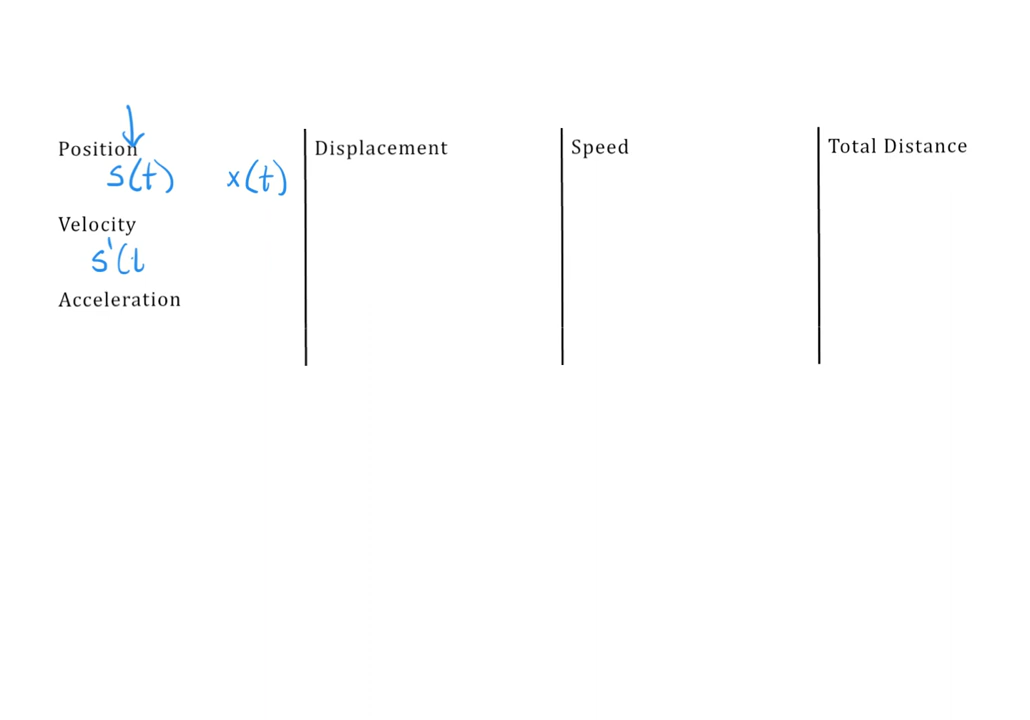 Position
s(t) x(t)
Velocity
s'(t
Acceleration
Displacement
Speed
Total Distance